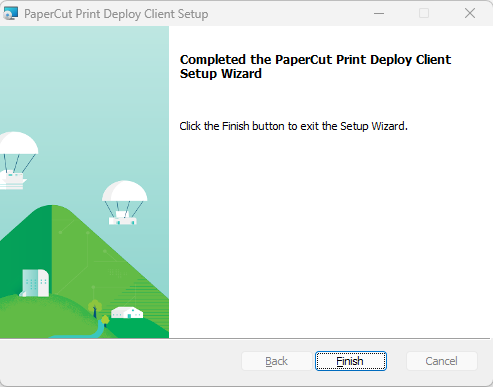 PaperCut Print Deploy Client Setup
Completed the PaperCut Print Deploy Client
Setup Wizard
Click the Finish button to exit the Setup Wizard.
Back
Finish
Cancel